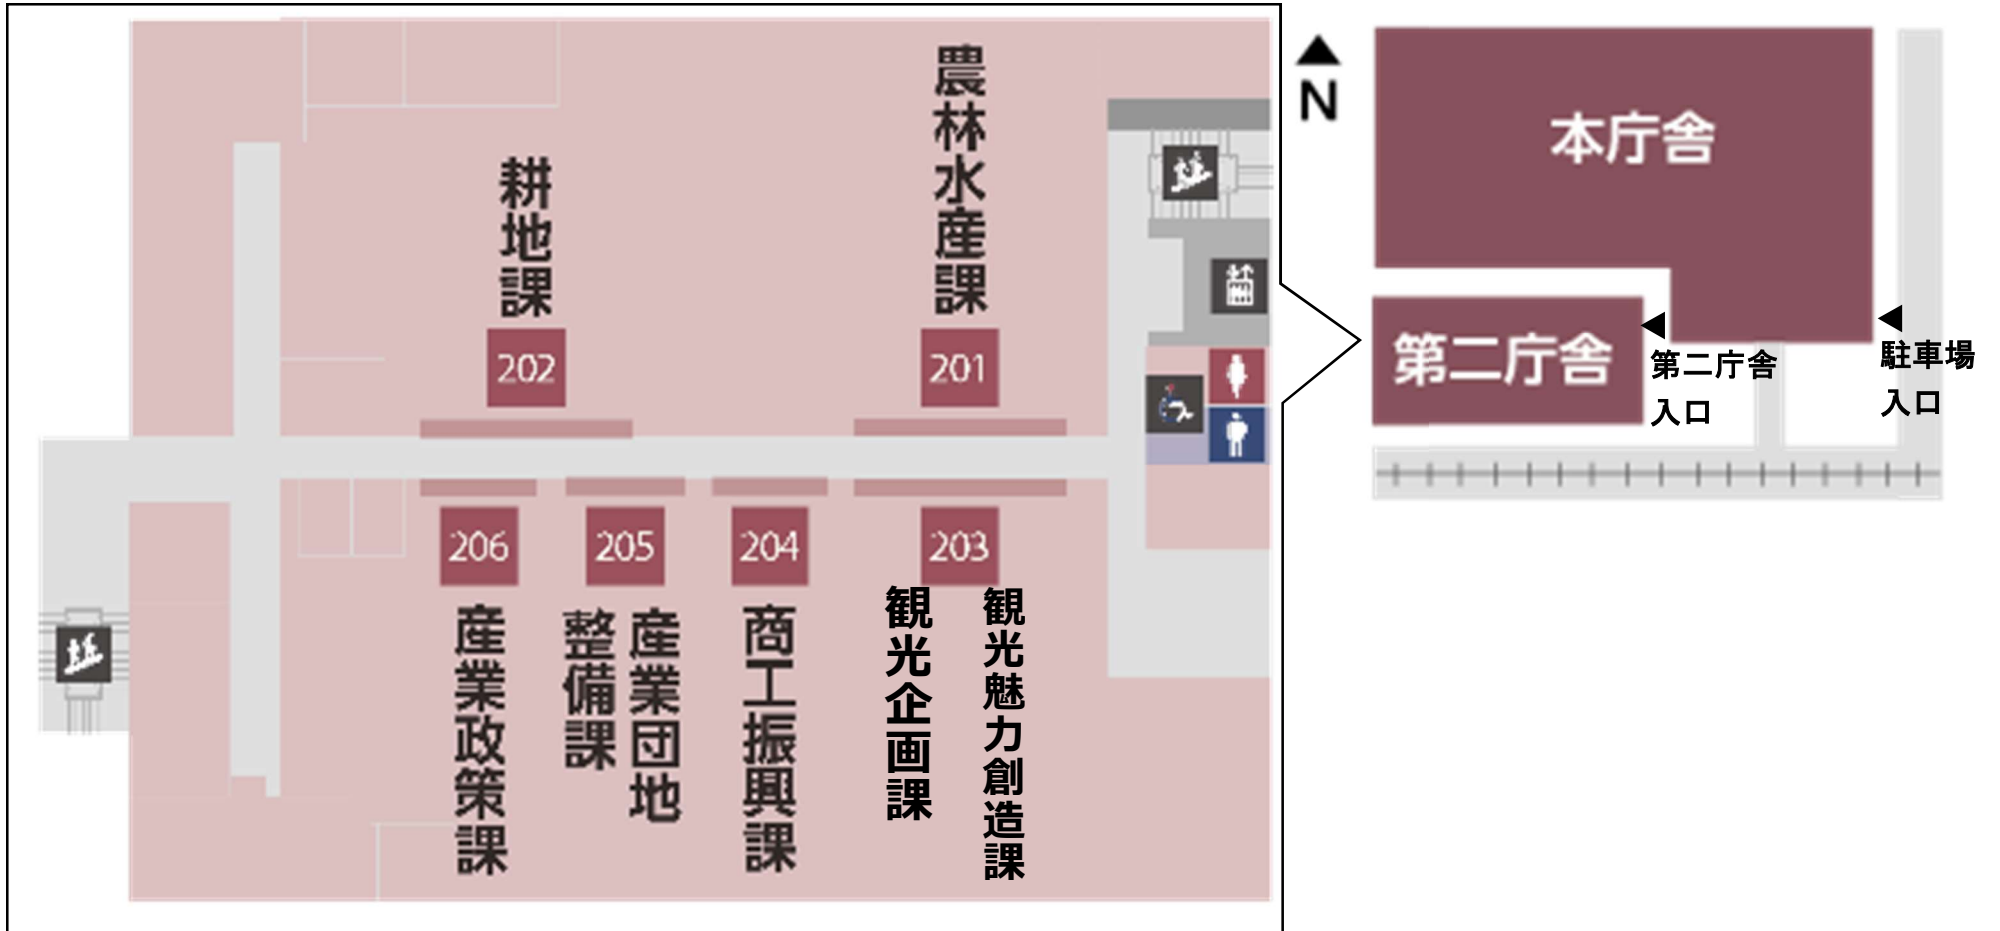 農林水産課
201
耕地課
202
206
産業政策課
205
産業団地
整備課
204
商工振興課
203
観光魅力創造課
観光企画課
N
本庁舎
第二庁舎
第二庁舎
入口
駐車場
入口